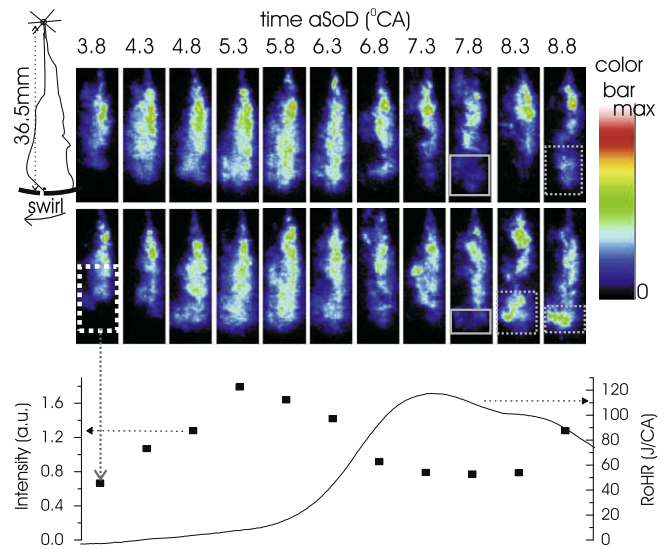 time aSoD (⁰CA)
3.8 4.3 4.8 5.3 5.8 6.3 6.8 7.3 7.8 8.3 8.8
36.5mm
swirl
color
bar
max
0
Intensity (a.u.)
1.6
1.2
0.8
0.4
0.0
120
100
80
60
40
20
0
RoHR (J/CA)